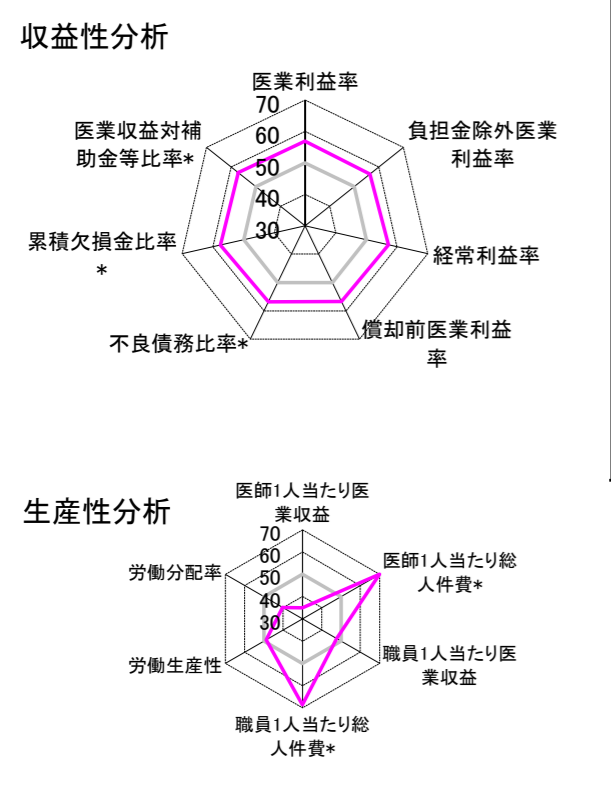 収益性分析
医業利益率
負担金除外医業
利益率
経常利益率
償却前医業利益
率
不良債務比率*
累積欠損金比率
*
医業収益対補
助金等比率*
70
60
50
40
30
生産性分析
医師1人当たり医
業収益
医師1人当たり総
人件費*
職員1人当たり医
業収益
職員1人当たり総
人件費*
労働生産性
労働分配率
70
60
50
40
30